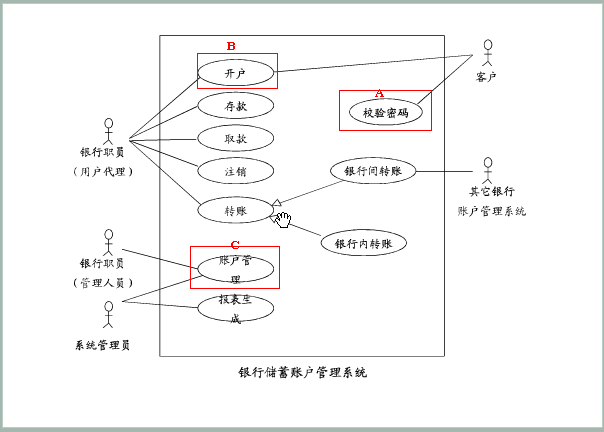 B
开户
客户
A
存款
校验密码
取款
银行职员
（用户代理）
注销
银行间转账
其它银行
账户管理系统
转账
银行内转账
C
银行职员
（管理人员）
账户管
理
报表生
成
系统管理员
银行储蓄账户管理系统